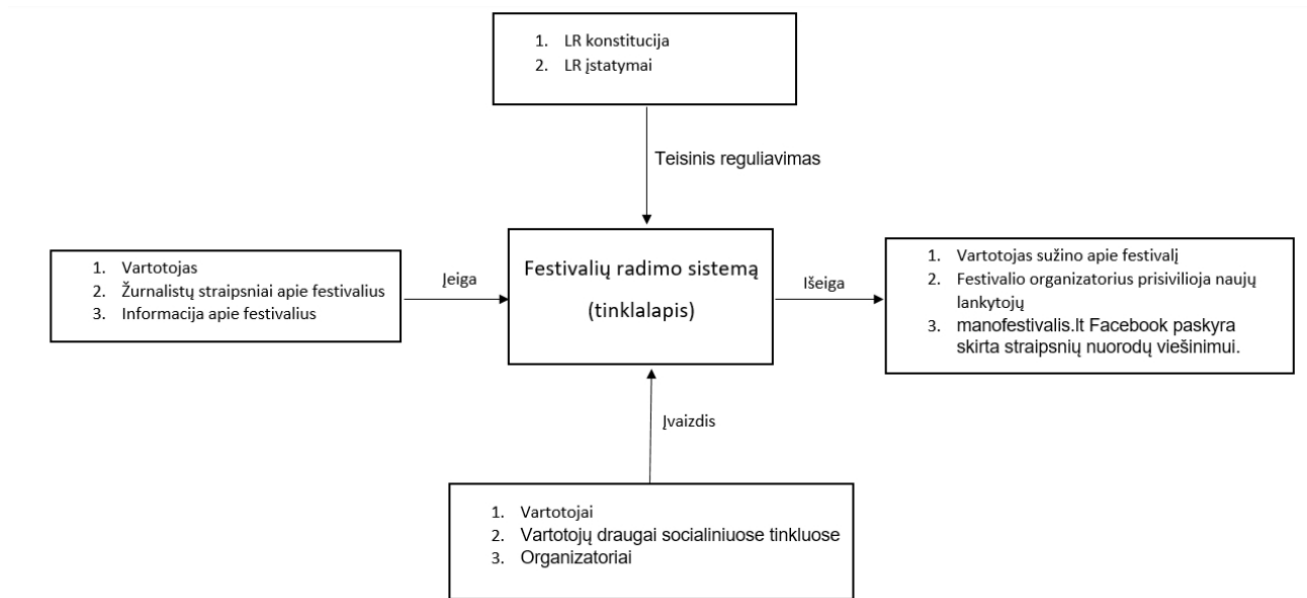 1. LR konstitucija
2. LR įstatymai
Teisinis reguliavimas
1. Vartotojas
2. Žurnalistų straipsniai apie festivalius
3. Informacija apie festivalius
Įeiga
Festivalių radimo sistemą
(tinklalapis)
Išeiga
1. Vartotojas sužino apie festivalį
2. Festivalio organizatorius prisivilioja naujų
lankytojų
3. manofestivalis.lt Facebook paskyra
skirta straipsnių nuorodų viešinimui.
Įvaizdis
1. Vartotojai
2. Vartotojų draugai socialiniuose tinkluose
3. Organizatoriai